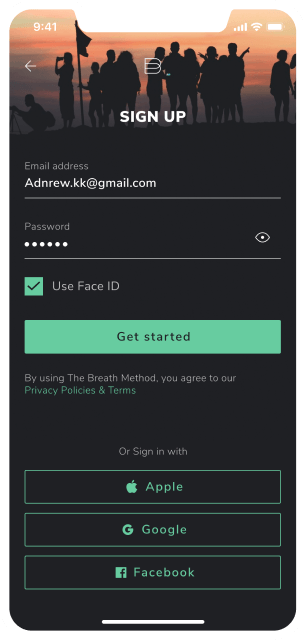 9:41
SIGN UP
Email address
Adnrew.kk@gmail.com
Password
Use Face ID
Get started
By using The Breath Method, you agree to our
Privacy Policies & Terms
Or Sign in with
Apple
Google
Facebook